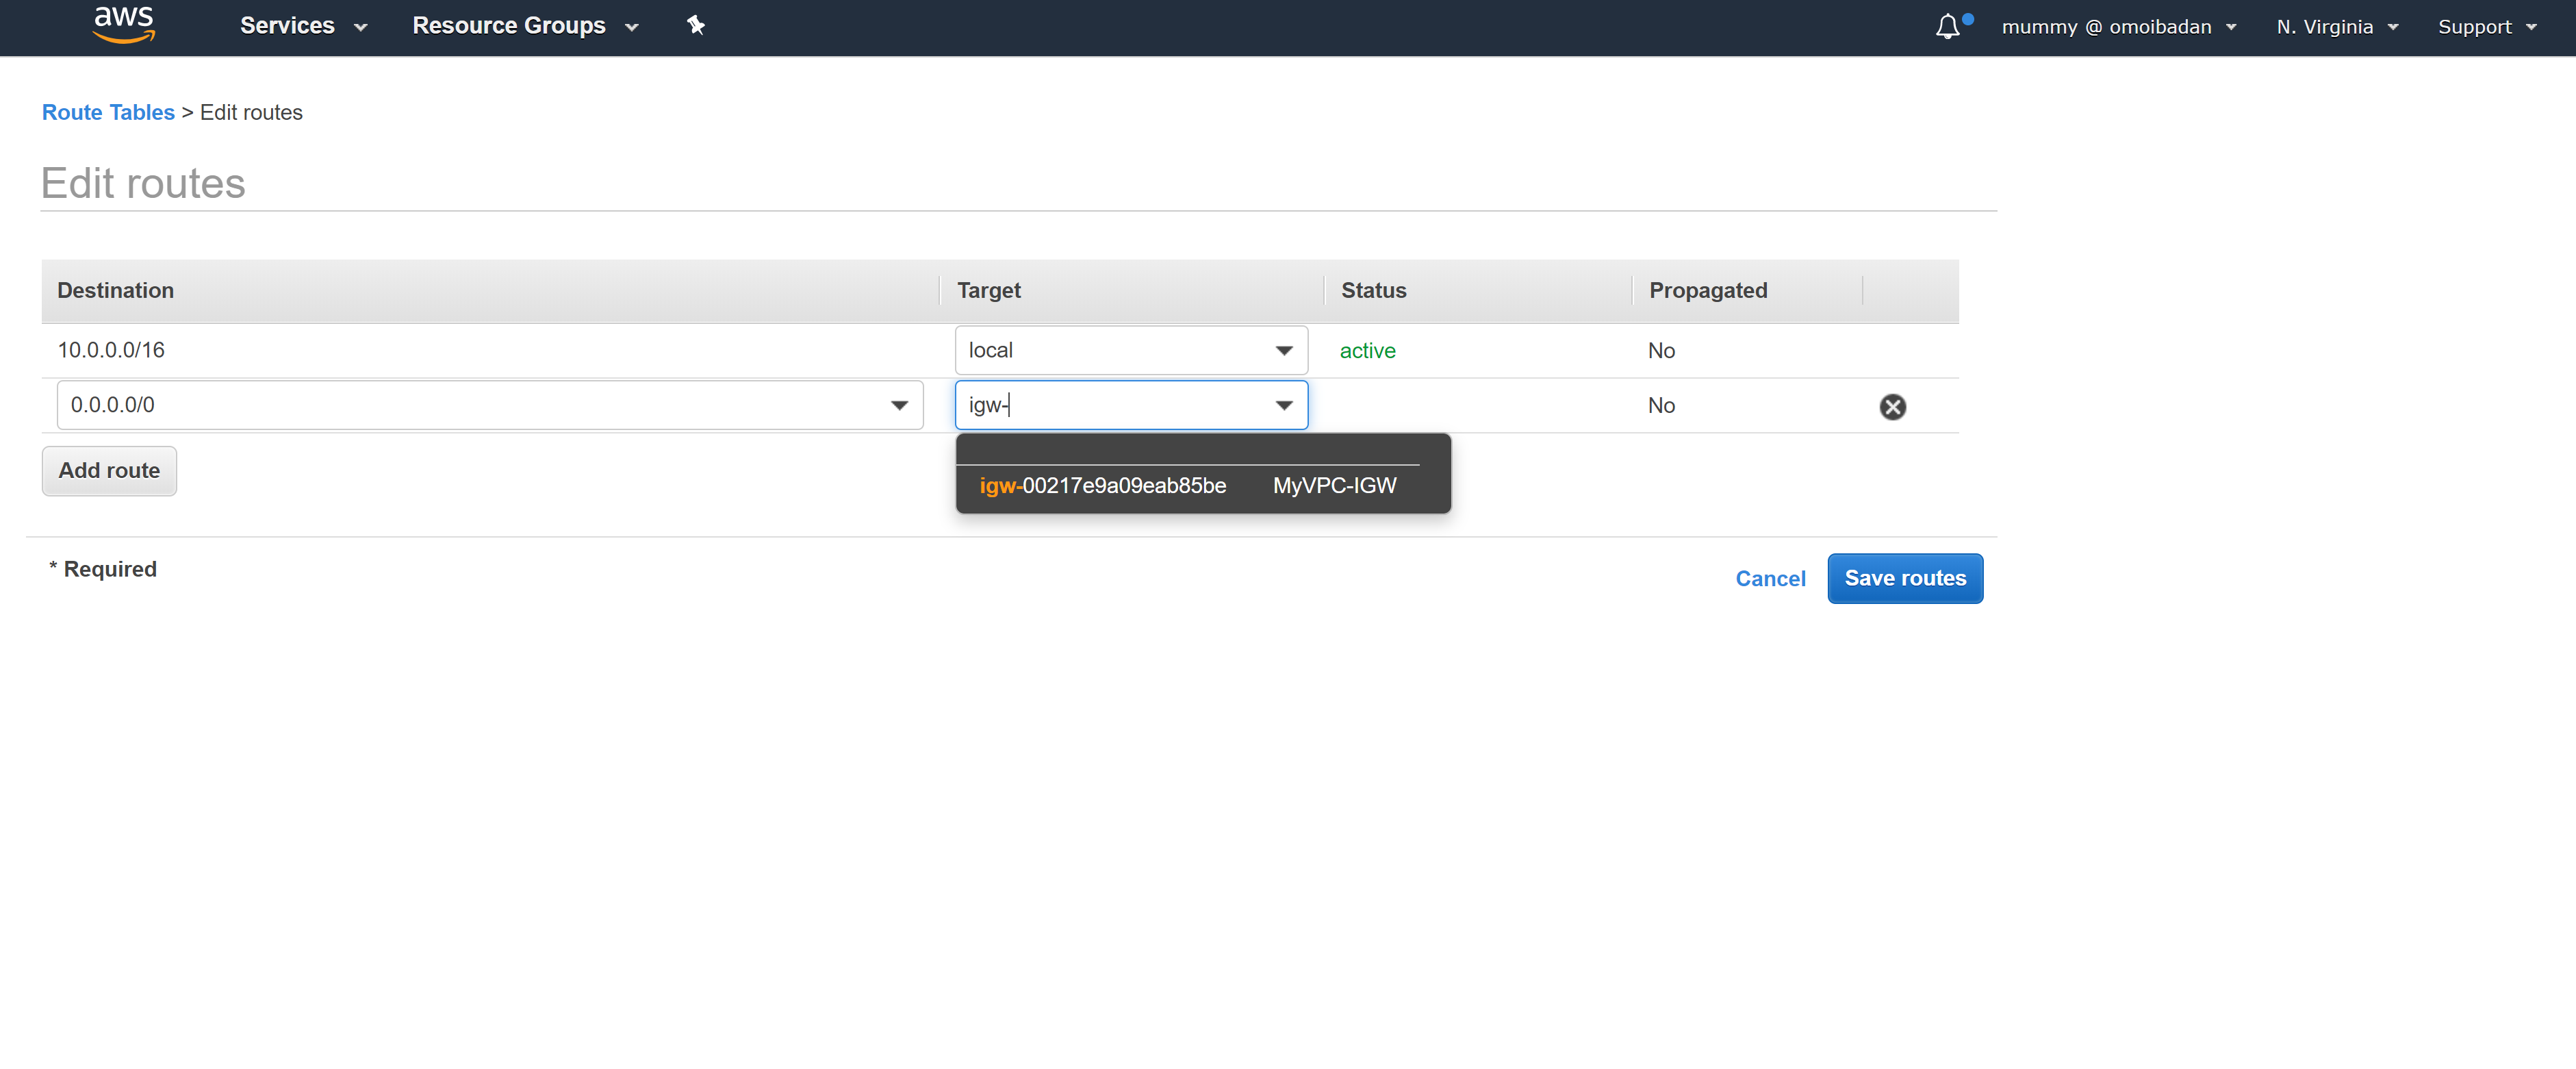 aws Services Resource Groups mummy @ omoibadan N. Virginia Support
Route Tables > Edit routes
Edit routes
Destination Target Status Propagated
10.0.0.0/16 local active No
0.0.0.0/0 igw- No
Add route
igw-00217e9a09eab85be MyVPC-IGW
* Required
Cancel Save routes